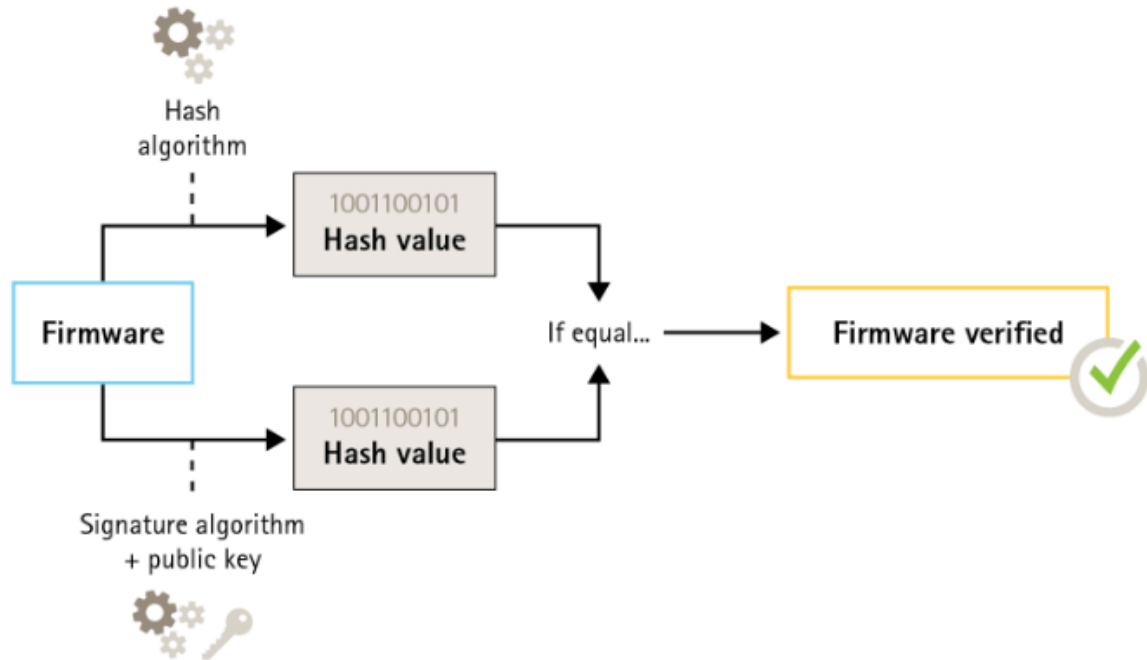 Hash
algorithm
1001100101
Hash value
Firmware
If equal...
Firmware verified
1001100101
Hash value
Signature algorithm
+ public key